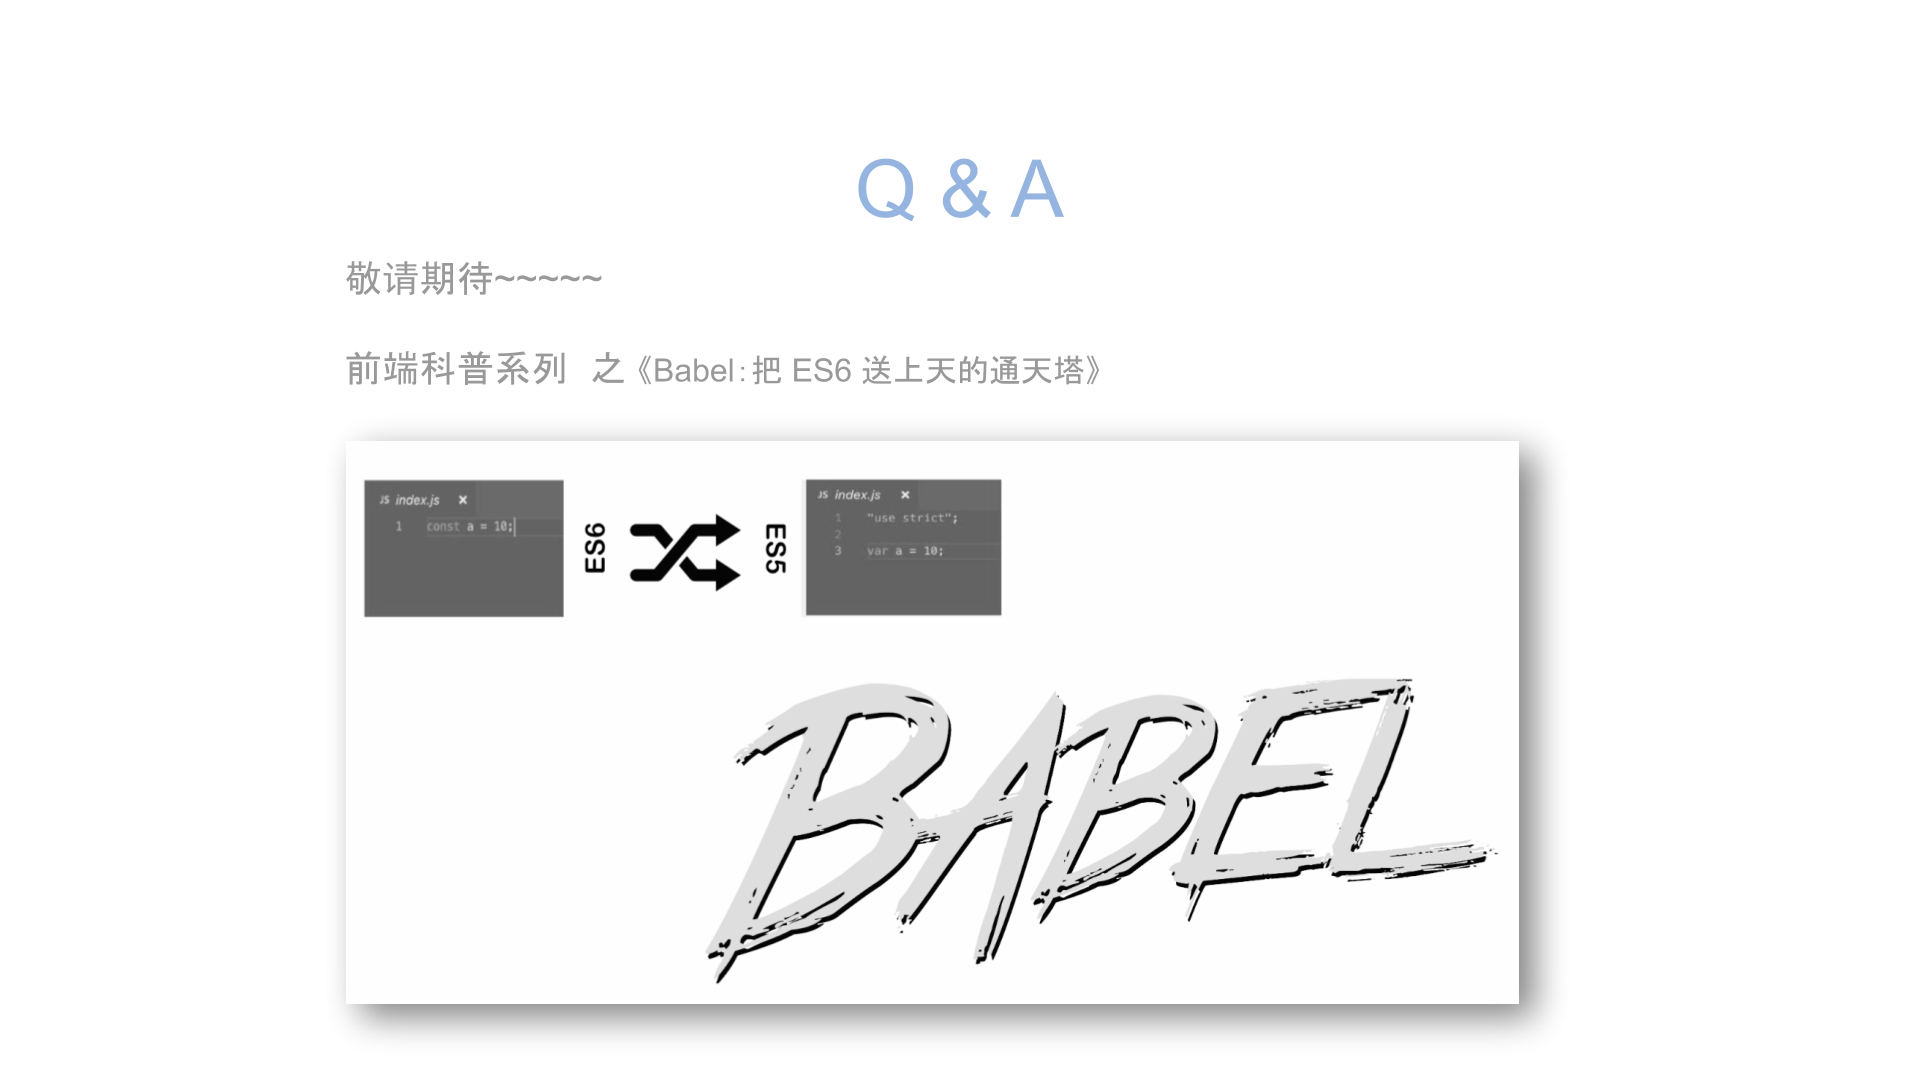 Q & A
敬请期待~~~~~
前端科普系列 之《Babel：把 ES6 送上天的通天塔》
JS index.js ×
1 const a = 10;
ES6
ES5
JS index.js ×
1 "use strict";
2
3 var a = 10;
BABEL